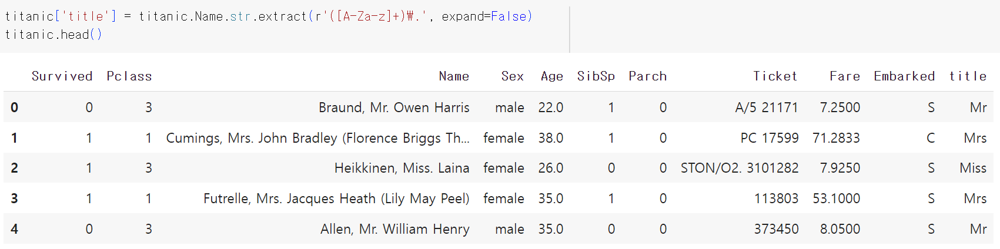 titanic['title'] = titanic.Name.str.extract(r'([A-Za-z]+)₩.', expand=False)
titanic.head()
Survived Pclass Name Sex Age SibSp Parch Ticket Fare Embarked title
0 0 3 Braund, Mr. Owen Harris male 22.0 1 0 A/5 21171 7.2500 S Mr
1 1 1 Cumings, Mrs. John Bradley (Florence Briggs Th... female 38.0 1 0 PC 17599 71.2833 C Mrs
2 1 3 Heikkinen, Miss. Laina female 26.0 0 0 STON/O2. 3101282 7.9250 S Miss
3 1 1 Futrelle, Mrs. Jacques Heath (Lily May Peel) female 35.0 1 0 113803 53.1000 S Mrs
4 0 3 Allen, Mr. William Henry male 35.0 0 0 373450 8.0500 S Mr